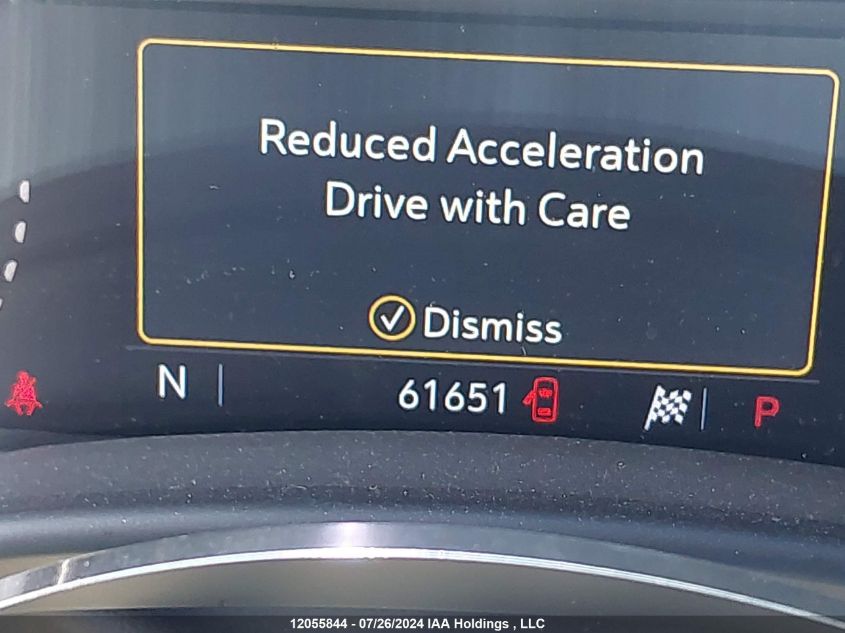 Reduced Acceleration
Drive with Care
Dismiss
N 61651 P
12055844 - 07/26/2024 IAA Holdings , LLC